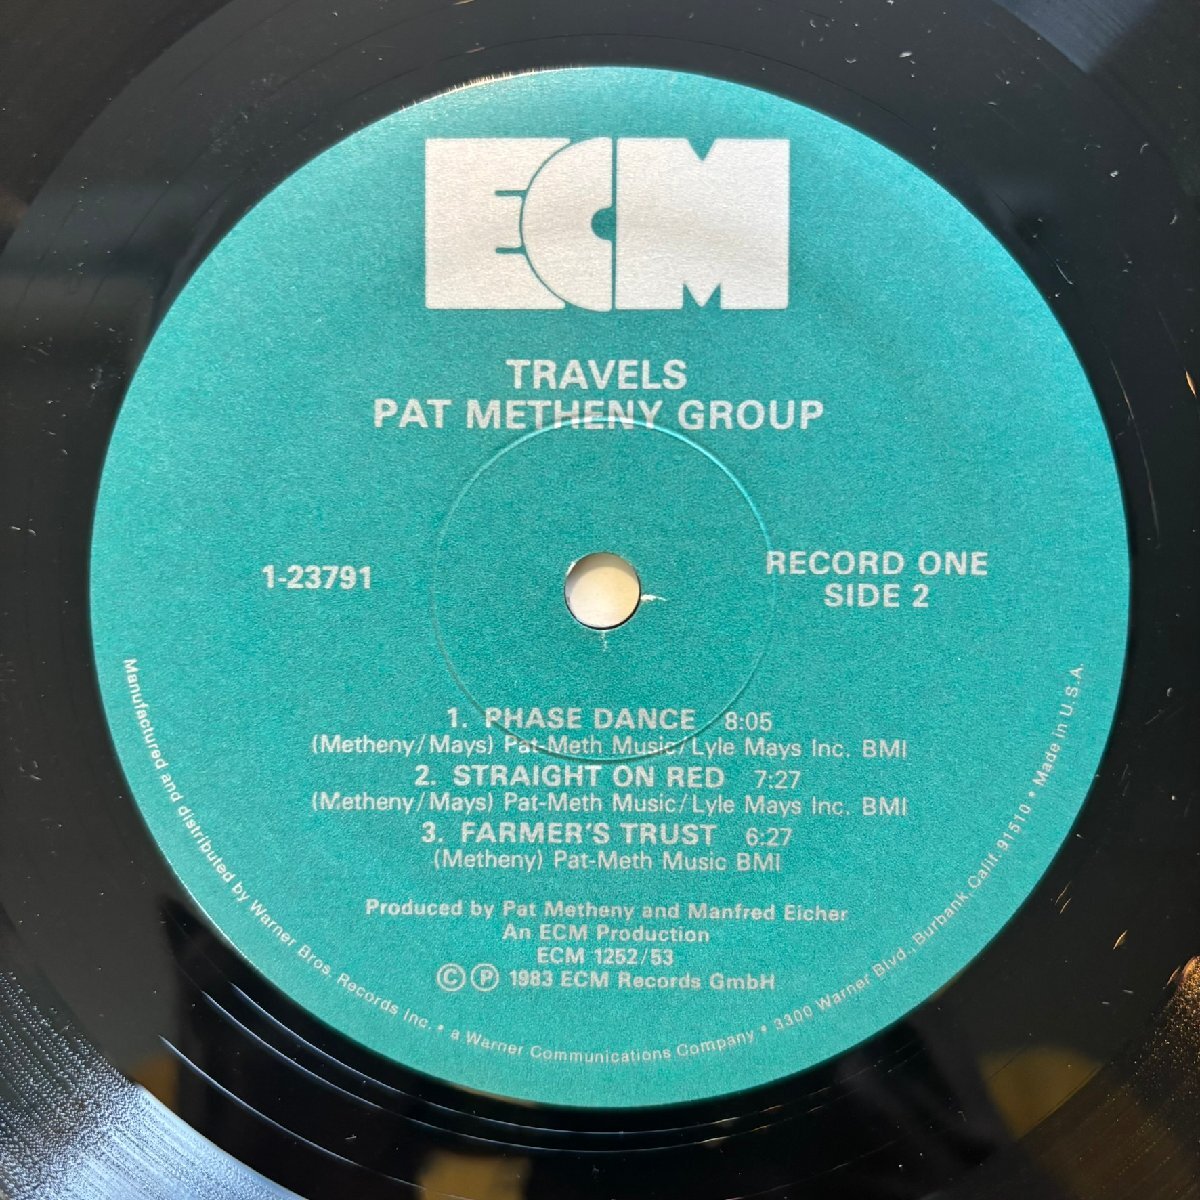 ECM
TRAVELS
PAT METHENY GROUP
1-23791
RECORD ONE
SIDE 2
1. PHASE DANCE 8:05
(Metheny/Mays) Pat-Meth Music/Lyle Mays Inc. BMI
2. STRAIGHT ON RED 7:27
(Metheny/Mays) Pat-Meth Music/Lyle Mays Inc. BMI
3. FARMER'S TRUST 6:27
(Metheny) Pat-Meth Music BMI
Produced by Pat Metheny and Manfred Eicher
An ECM Production
ECM 1252/53
© ℗ 1983 ECM Records GmbH
Manufactured and distributed by Warner Bros. Records Inc. • a Warner Communications Company • 3300 Warner Blvd., Burbank, Calif. 91510 • Made in U.S.A.